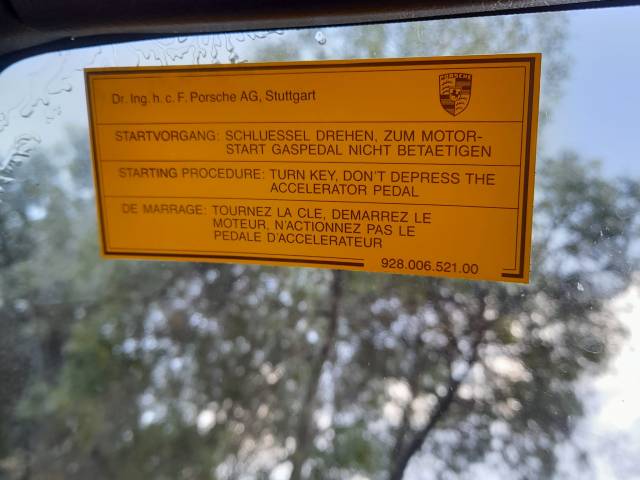 Dr. Ing. h. c. F. Porsche AG, Stuttgart
PORSCHE
STARTVORGANG: SCHLUESSEL DREHEN, ZUM MOTOR-
START GASPEDAL NICHT BETAETIGEN
STARTING PROCEDURE: TURN KEY, DON'T DEPRESS THE
ACCELERATOR PEDAL
DE MARRAGE: TOURNEZ LA CLE, DEMARREZ LE
MOTEUR, N'ACTIONNEZ PAS LE
PEDALE D'ACCELERATEUR
928.006.521.00